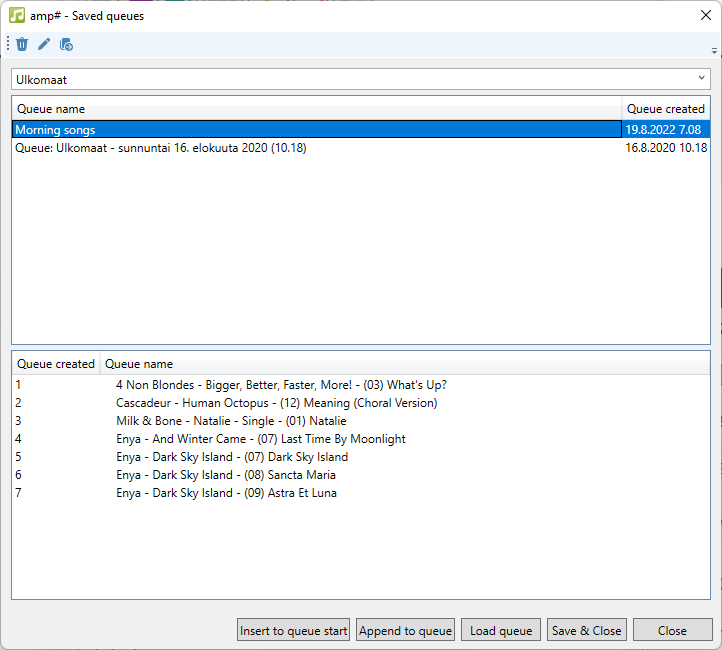 amp# - Saved queues
Ulkomaat
Queue name Queue created
Morning songs 19.8.2022 7.08
Queue: Ulkomaat - sunnuntai 16. elokuuta 2020 (10.18) 16.8.2020 10.18
Queue created Queue name
1 4 Non Blondes - Bigger, Better, Faster, More! - (03) What's Up?
2 Cascadeur - Human Octopus - (12) Meaning (Choral Version)
3 Milk & Bone - Natalie - Single - (01) Natalie
4 Enya - And Winter Came - (07) Last Time By Moonlight
5 Enya - Dark Sky Island - (07) Dark Sky Island
6 Enya - Dark Sky Island - (08) Sancta Maria
7 Enya - Dark Sky Island - (09) Astra Et Luna
Insert to queue start Append to queue Load queue Save & Close Close